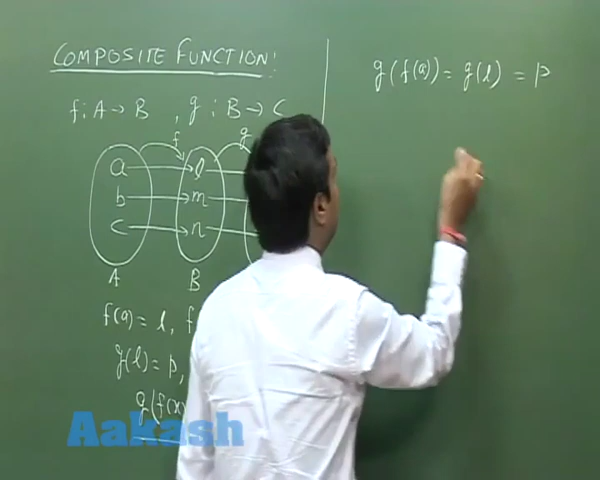 COMPOSITE FUNCTION:
f: A → B , g : B → C
f g
a l
b m
c n
A B
f(a) = l, f
g(l) = p,
g(f(x)
Aakash
g(f(a)) = g(l) = p